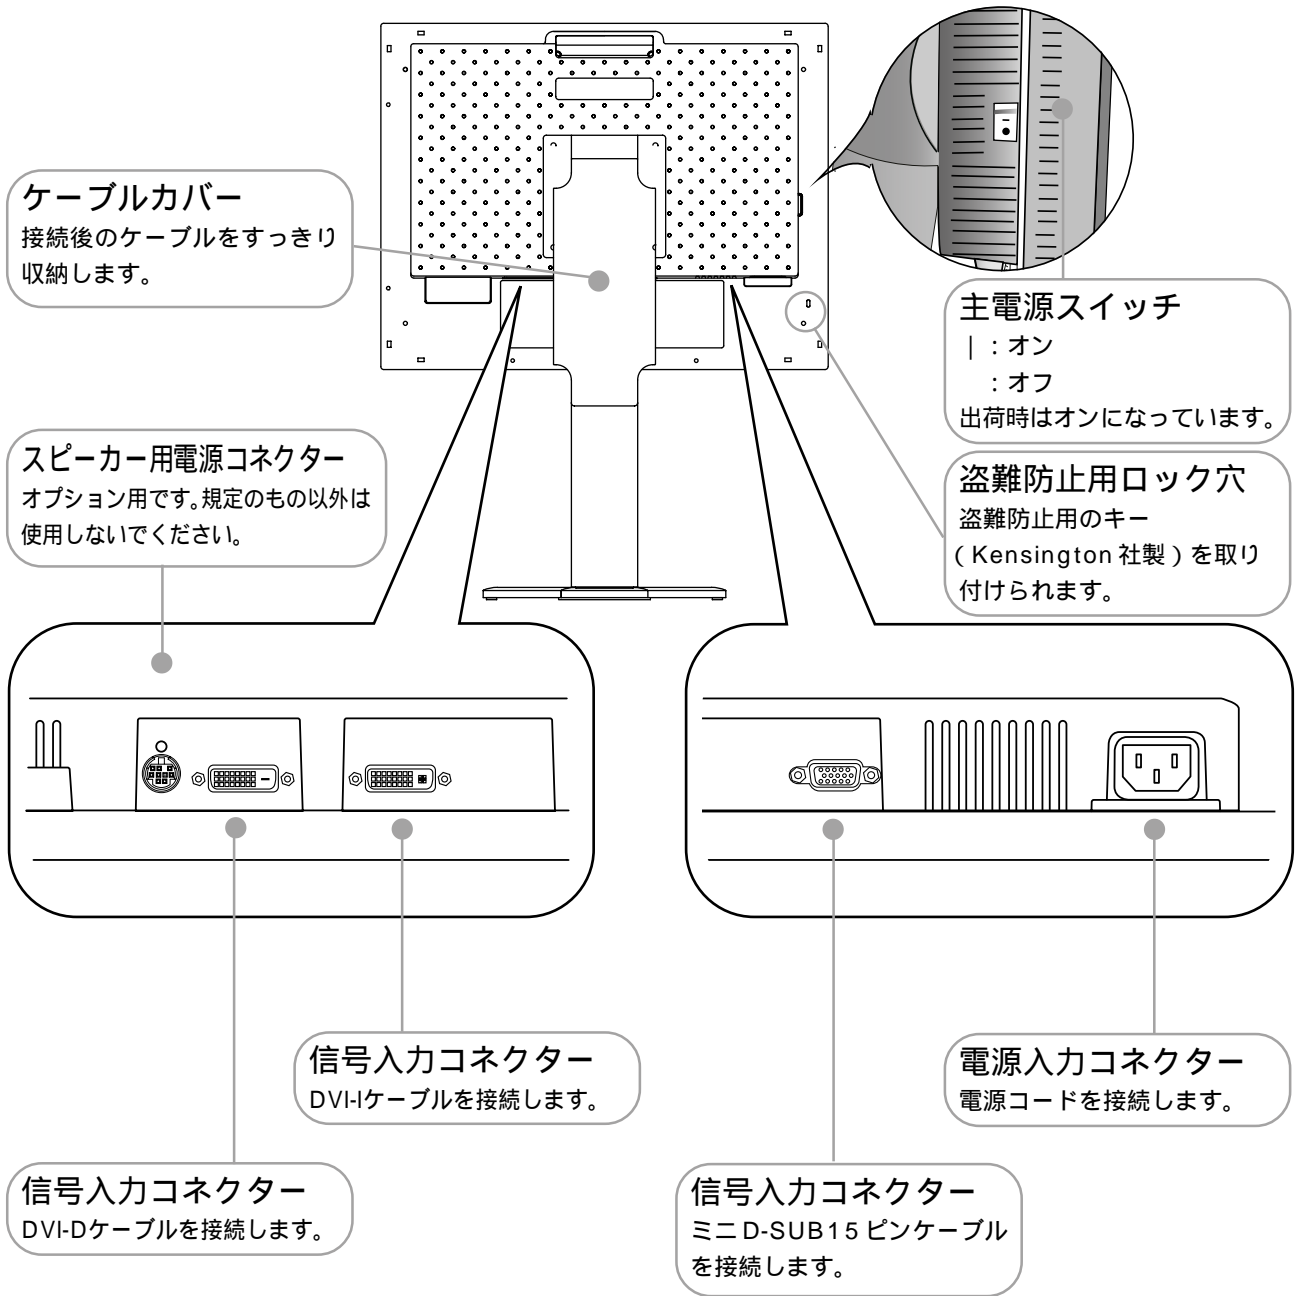 ケーブルカバー
接続後のケーブルをすっきり
収納します。
主電源スイッチ
｜：オン
：オフ
出荷時はオンになっています。
スピーカー用電源コネクター
オプション用です。規定のもの以外は
使用しないでください。
盗難防止用ロック穴
盗難防止用のキー
（Kensington 社製）を取り
付けられます。
信号入力コネクター
DVI-Iケーブルを接続します。
電源入力コネクター
電源コードを接続します。
信号入力コネクター
DVI-Dケーブルを接続します。
信号入力コネクター
ミニ D-SUB15 ピンケーブル
を接続します。